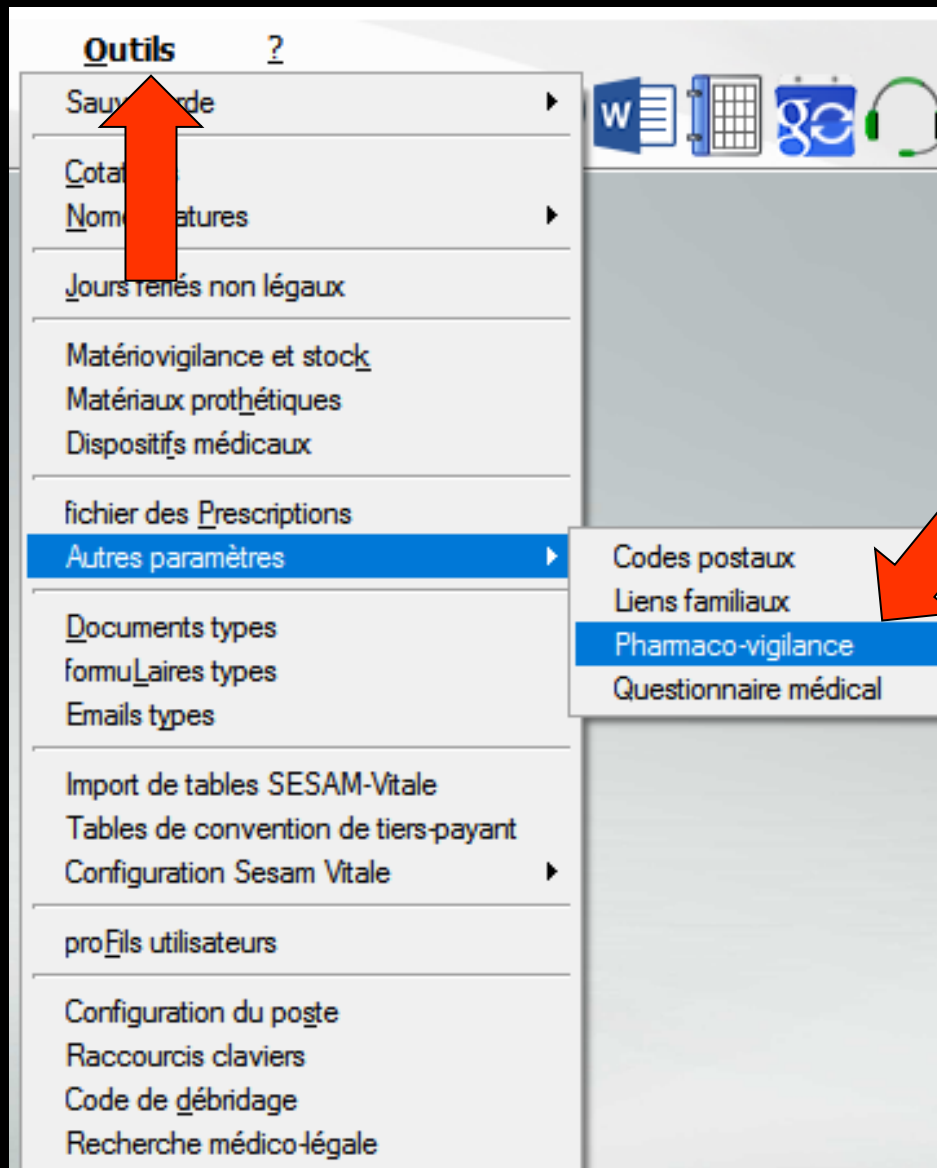 Outils ?
Cotat
Jours fériés non légaux
Matériovigilance et stock
Matériaux prothétiques
Dispositifs médicaux
fichier des Prescriptions
Autres paramètres
Codes postaux
Liens familiaux
Pharmaco-vigilance
Questionnaire médical
Documents types
formuLaires types
Emails types
Import de tables SESAM-Vitale
Tables de convention de tiers-payant
Configuration Sesam Vitale
proFils utilisateurs
Configuration du poste
Raccourcis claviers
Code de débridage
Recherche médico-légale